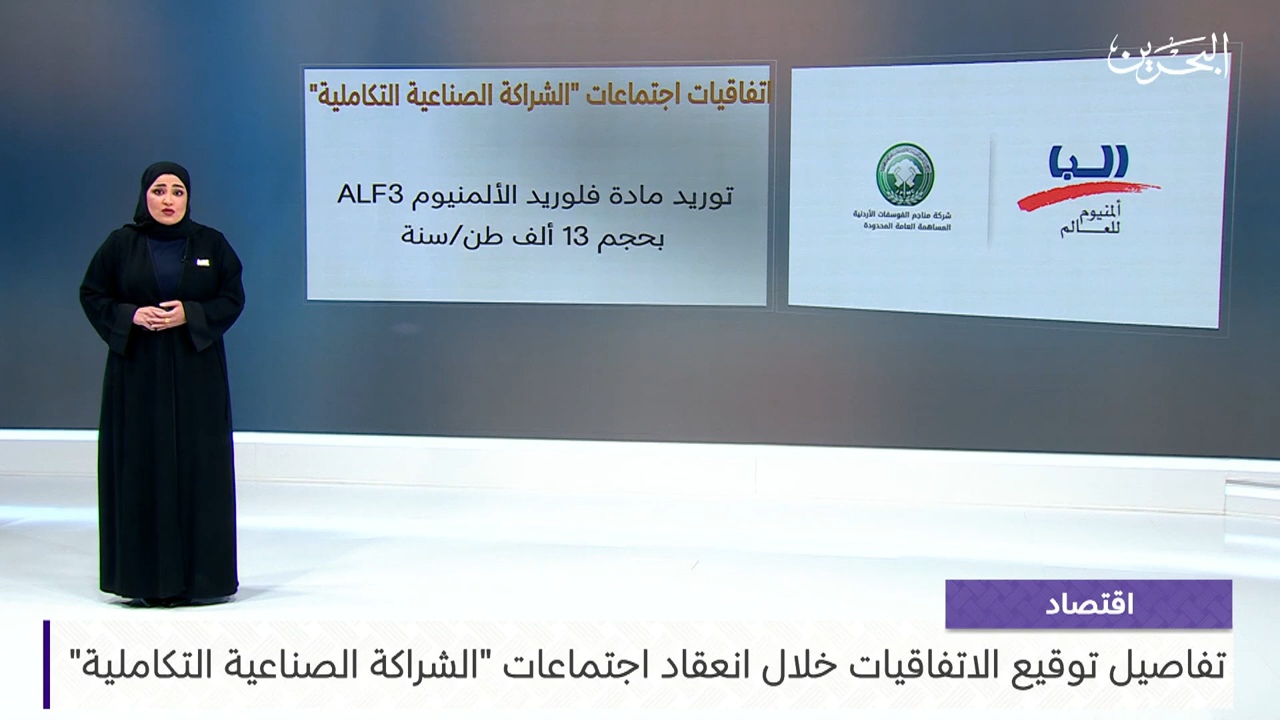 البحرين
اتفاقيات اجتماعات "الشراكة الصناعية التكاملية"
توريد مادة فلوريد الألمنيوم ALF3
بحجم 13 ألف طن/سنة
البا
ألمنيوم
للعالم
شركة مناجم الفوسفات الأردنية
المساهمة العامة المحدودة
اقتصاد
تفاصيل توقيع الاتفاقيات خلال انعقاد اجتماعات "الشراكة الصناعية التكاملية"